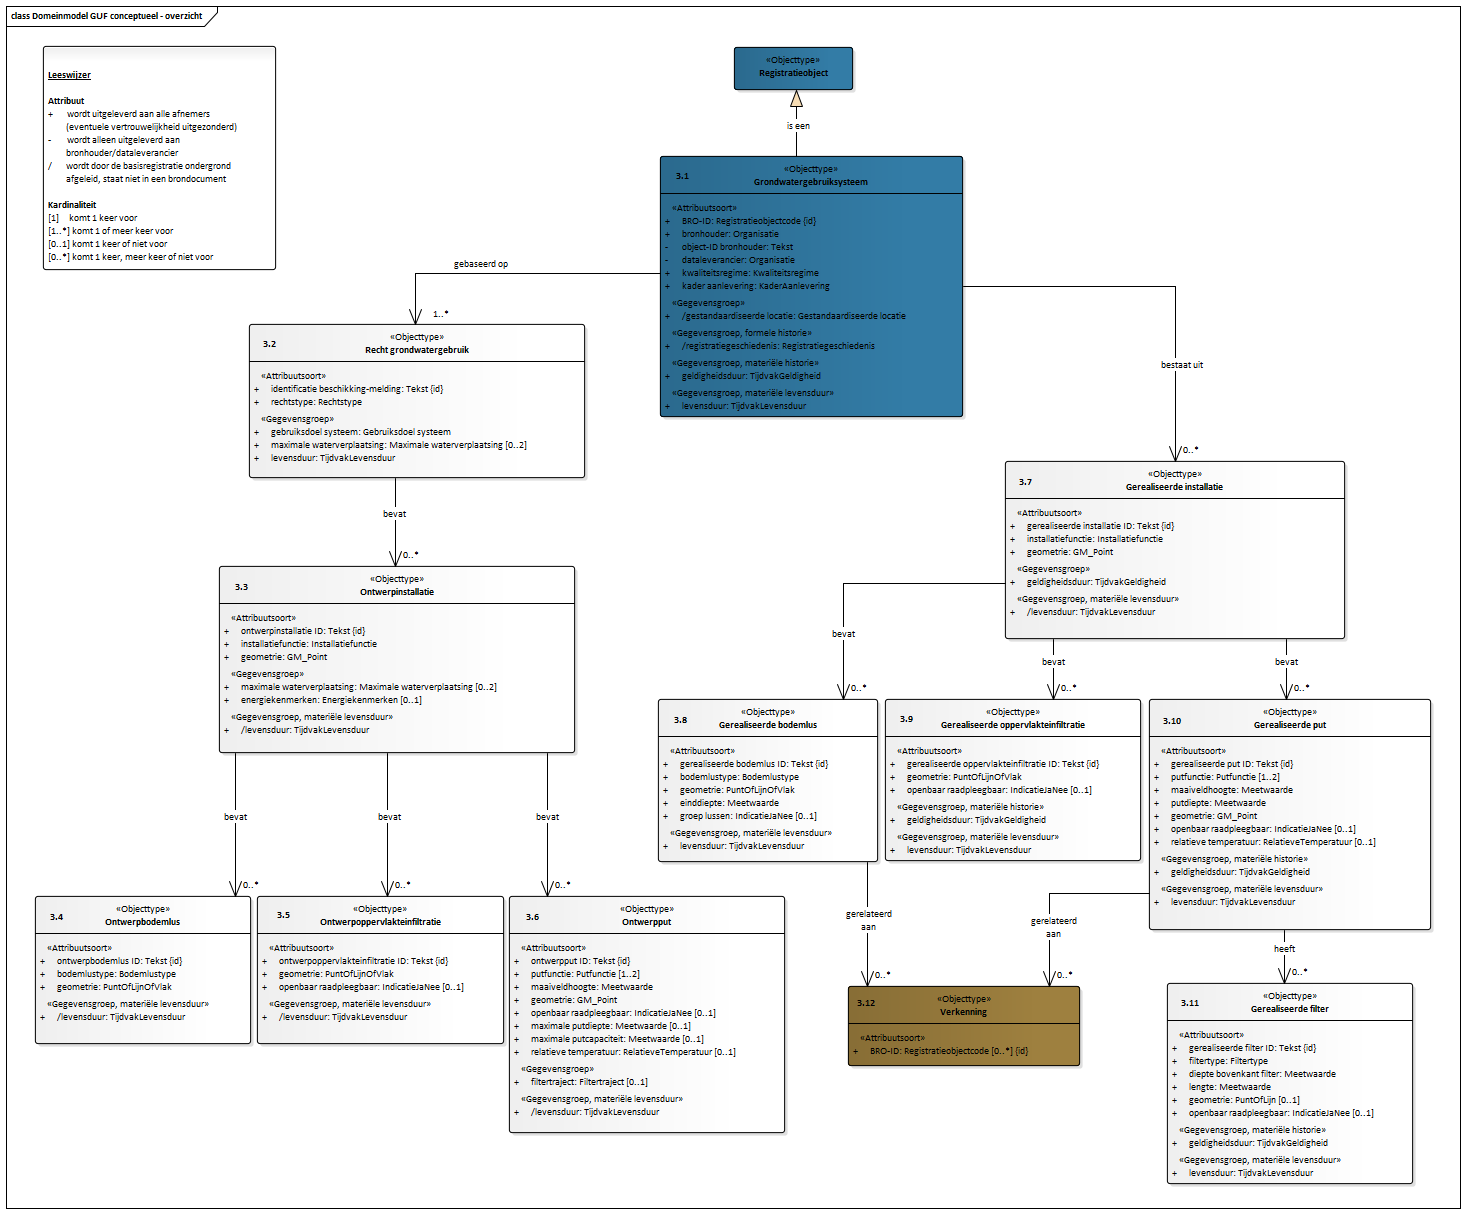 class Domeinmodel GUF conceptueel - overzicht
Leeswijzer
Attribuut
+ wordt uitgeleverd aan alle afnemers
(eventuele vertrouwelijkheid uitgezonderd)
- wordt alleen uitgeleverd aan
bronhouder/dataleverancier
/ wordt door de basisregistratie ondergrond
afgeleid, staat niet in een brondocument
Kardinaliteit
[1] komt 1 keer voor
[1..*] komt 1 of meer keer voor
[0..1] komt 1 keer of niet voor
[0..*] komt 1 keer, meer keer of niet voor
«Objecttype»
Registratieobject
is een
3.1
«Objecttype»
Grondwatergebruiksysteem
«Attribuutsoort»
+ BRO-ID: Registratieobjectcode {id}
+ bronhouder: Organisatie
- object-ID bronhouder: Tekst
- dataleverancier: Organisatie
+ kwaliteitsregime: Kwaliteitsregime
+ kader aanlevering: KaderAanlevering
«Gegevensgroep»
+ /gestandaardiseerde locatie: Gestandaardiseerde locatie
«Gegevensgroep, formele historie»
+ /registratiegeschiedenis: Registratiegeschiedenis
«Gegevensgroep, materiële historie»
+ geldigheidsduur: TijdvakGeldigheid
«Gegevensgroep, materiële levensduur»
+ levensduur: TijdvakLevensduur
gebaseerd op
1..*
bestaat uit
0..*
3.2
«Objecttype»
Recht grondwatergebruik
«Attribuutsoort»
+ identificatie beschikking-melding: Tekst {id}
+ rechtstype: Rechtstype
«Gegevensgroep»
+ gebruiksdoel systeem: Gebruiksdoel systeem
+ maximale waterverplaatsing: Maximale waterverplaatsing [0..2]
+ levensduur: TijdvakLevensduur
bevat
0..*
3.3
«Objecttype»
Ontwerpinstallatie
«Attribuutsoort»
+ ontwerpinstallatie ID: Tekst {id}
+ installatiefunctie: Installatiefunctie
+ geometrie: GM_Point
«Gegevensgroep»
+ maximale waterverplaatsing: Maximale waterverplaatsing [0..2]
+ energiekenmerken: Energiekenmerken [0..1]
«Gegevensgroep, materiële levensduur»
+ /levensduur: TijdvakLevensduur
bevat
0..*
bevat
0..*
bevat
0..*
3.4
«Objecttype»
Ontwerpbodemlus
«Attribuutsoort»
+ ontwerpbodemlus ID: Tekst {id}
+ bodemlustype: Bodemlustype
+ geometrie: PuntOfLijnOfVlak
«Gegevensgroep, materiële levensduur»
+ /levensduur: TijdvakLevensduur
3.5
«Objecttype»
Ontwerpoppervlakteinfiltratie
«Attribuutsoort»
+ ontwerpoppervlakteinfiltratie ID: Tekst {id}
+ geometrie: PuntOfLijnOfVlak
+ openbaar raadpleegbaar: IndicatieJaNee [0..1]
«Gegevensgroep, materiële levensduur»
+ /levensduur: TijdvakLevensduur
3.6
«Objecttype»
Ontwerpput
«Attribuutsoort»
+ ontwerpput ID: Tekst {id}
+ putfunctie: Putfunctie [1..2]
+ maaiveldhoogte: Meetwaarde
+ geometrie: GM_Point
+ openbaar raadpleegbaar: IndicatieJaNee [0..1]
+ maximale putdiepte: Meetwaarde [0..1]
+ maximale putcapaciteit: Meetwaarde [0..1]
+ relatieve temperatuur: RelatieveTemperatuur [0..1]
«Gegevensgroep»
+ filtertraject: Filtertraject [0..1]
«Gegevensgroep, materiële levensduur»
+ /levensduur: TijdvakLevensduur
3.7
«Objecttype»
Gerealiseerde installatie
«Attribuutsoort»
+ gerealiseerde installatie ID: Tekst {id}
+ installatiefunctie: Installatiefunctie
+ geometrie: GM_Point
«Gegevensgroep»
+ geldigheidsduur: TijdvakGeldigheid
«Gegevensgroep, materiële levensduur»
+ /levensduur: TijdvakLevensduur
bevat
0..*
bevat
0..*
bevat
0..*
3.8
«Objecttype»
Gerealiseerde bodemlus
«Attribuutsoort»
+ gerealiseerde bodemlus ID: Tekst {id}
+ bodemlustype: Bodemlustype
+ geometrie: PuntOfLijnOfVlak
+ einddiepte: Meetwaarde
+ groep lussen: IndicatieJaNee [0..1]
«Gegevensgroep, materiële levensduur»
+ levensduur: TijdvakLevensduur
3.9
«Objecttype»
Gerealiseerde oppervlakteinfiltratie
«Attribuutsoort»
+ gerealiseerde oppervlakteinfiltratie ID: Tekst {id}
+ geometrie: PuntOfLijnOfVlak
+ openbaar raadpleegbaar: IndicatieJaNee [0..1]
«Gegevensgroep, materiële historie»
+ geldigheidsduur: TijdvakGeldigheid
«Gegevensgroep, materiële levensduur»
+ levensduur: TijdvakLevensduur
3.10
«Objecttype»
Gerealiseerde put
«Attribuutsoort»
+ gerealiseerde put ID: Tekst {id}
+ putfunctie: Putfunctie [1..2]
+ maaiveldhoogte: Meetwaarde
+ putdiepte: Meetwaarde
+ geometrie: GM_Point
+ openbaar raadpleegbaar: IndicatieJaNee [0..1]
+ relatieve temperatuur: RelatieveTemperatuur [0..1]
«Gegevensgroep, materiële historie»
+ geldigheidsduur: TijdvakGeldigheid
«Gegevensgroep, materiële levensduur»
+ levensduur: TijdvakLevensduur
gerelateerd
aan
0..*
gerelateerd
aan
0..*
heeft
0..*
3.12
«Objecttype»
Verkenning
«Attribuutsoort»
+ BRO-ID: Registratieobjectcode [0..*] {id}
3.11
«Objecttype»
Gerealiseerde filter
«Attribuutsoort»
+ gerealiseerde filter ID: Tekst {id}
+ filtertype: Filtertype
+ diepte bovenkant filter: Meetwaarde
+ lengte: Meetwaarde
+ geometrie: PuntOfLijn [0..1]
+ openbaar raadpleegbaar: IndicatieJaNee [0..1]
«Gegevensgroep, materiële historie»
+ geldigheidsduur: TijdvakGeldigheid
«Gegevensgroep, materiële levensduur»
+ levensduur: TijdvakLevensduur